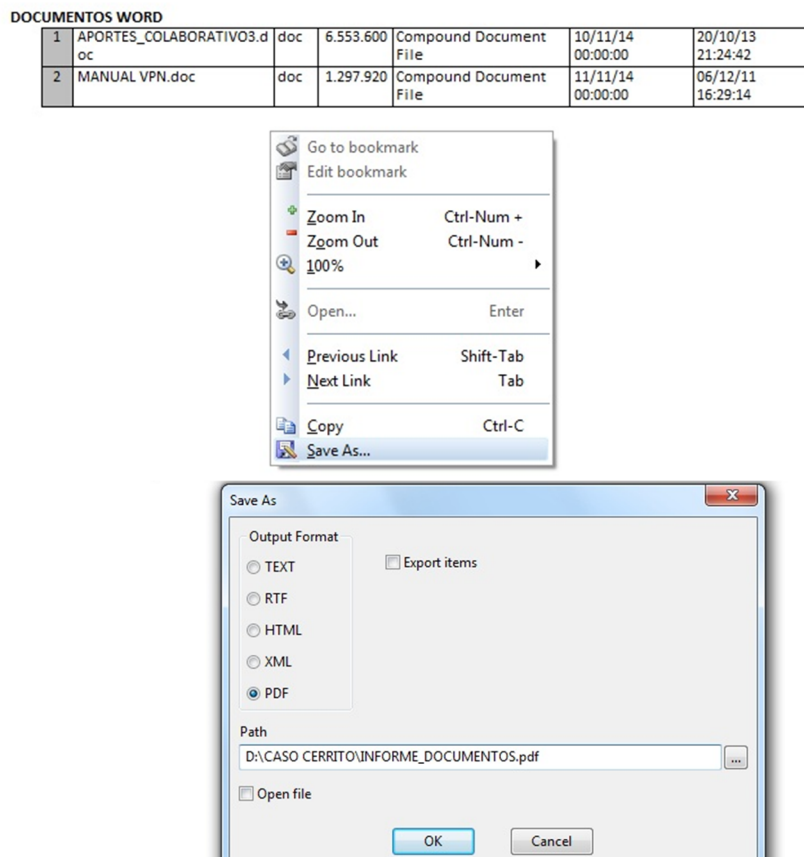 DOCUMENTOS WORD
1 APORTES_COLABORATIVO3.d doc 6.553.600 Compound Document 10/11/14 20/10/13
oc File 00:00:00 21:24:42
2 MANUAL VPN.doc doc 1.297.920 Compound Document 11/11/14 06/12/11
File 00:00:00 16:29:14
Go to bookmark
Edit bookmark
Zoom In Ctrl-Num +
Zoom Out Ctrl-Num -
100%
Open... Enter
Previous Link Shift-Tab
Next Link Tab
Copy Ctrl-C
Save As...
Save As
Output Format
TEXT Export items
RTF
HTML
XML
PDF
Path
D:\CASO CERRITO\INFORME_DOCUMENTOS.pdf ...
Open file
OK Cancel